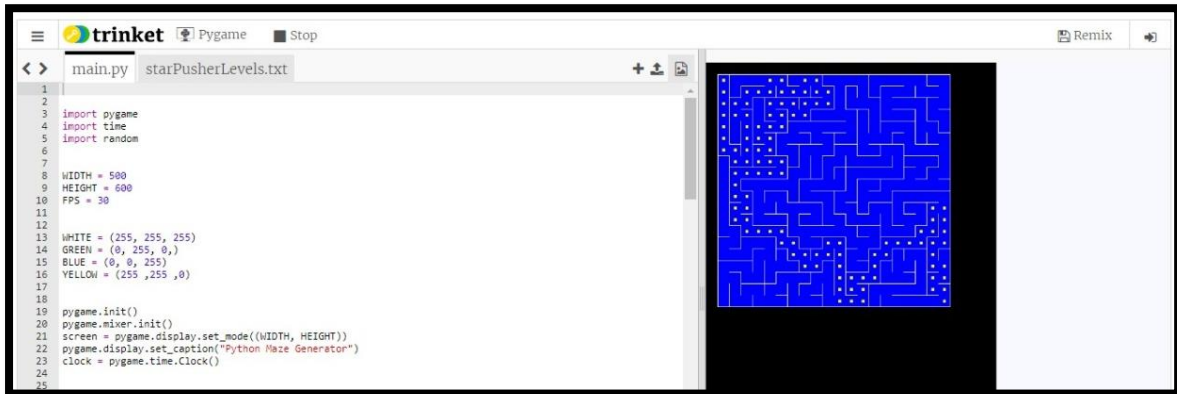 trinket Pygame Stop Remix
main.py starPusherLevels.txt
1
2
3 import pygame
4 import time
5 import random
6
7
8 WIDTH = 500
9 HEIGHT = 600
10 FPS = 30
11
12
13 WHITE = (255, 255, 255)
14 GREEN = (0, 255, 0,)
15 BLUE = (0, 0, 255)
16 YELLOW = (255 ,255 ,0)
17
18
19 pygame.init()
20 pygame.mixer.init()
21 screen = pygame.display.set_mode((WIDTH, HEIGHT))
22 pygame.display.set_caption("Python Maze Generator")
23 clock = pygame.time.Clock()
24
25